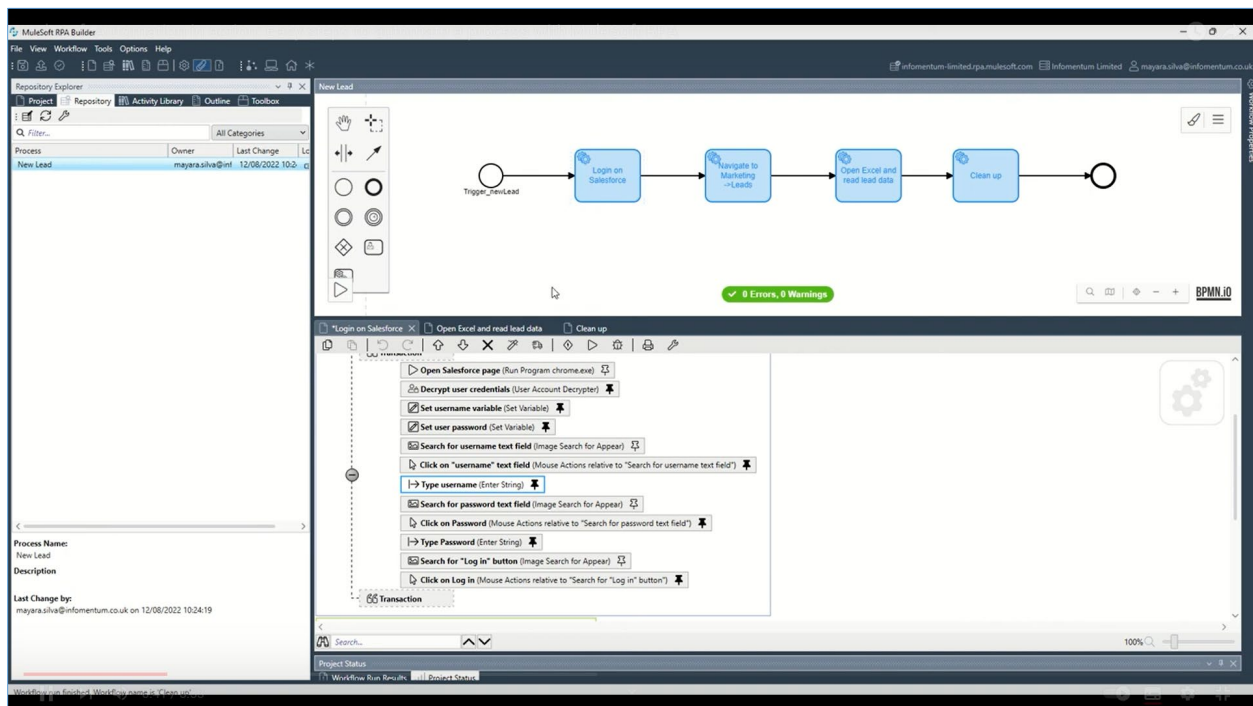 MuleSoft RPA Builder
File View Workflow Tools Options Help
infomentum-limited.rpa.mulesoft.com Infomentum Limited mayara.silva@infomentum.co.uk
Repository Explorer
Project Repository Activity Library Outline Toolbox
Filter... All Categories
Process Owner Last Change Lo
New Lead mayara.silva@inf 12/08/2022 10:2
Process Name:
New Lead
Description
Last Change by:
mayara.silva@infomentum.co.uk on 12/08/2022 10:24:19
New Lead
Trigger_newLead
Login on
Salesforce
Navigate to
Marketing
->Leads
Open Excel and
read lead data
Clean up
0 Errors, 0 Warnings
BPMN.iO
Workflow Properties
*Login on Salesforce Open Excel and read lead data Clean up
Transaction
Open Salesforce page (Run Program chrome.exe)
Decrypt user credentials (User Account Decrypter)
Set username variable (Set Variable)
Set user password (Set Variable)
Search for username text field (Image Search for Appear)
Click on "username" text field (Mouse Actions relative to "Search for username text field")
Type username (Enter String)
Search for password text field (Image Search for Appear)
Click on Password (Mouse Actions relative to "Search for password text field")
Type Password (Enter String)
Search for "Log in" button (Image Search for Appear)
Click on Log in (Mouse Actions relative to "Search for "Log in" button")
Transaction
Search...
100%
Project Status
Workflow Run Results Project Status
Workflow run finished. Workflow name is 'Clean up'.